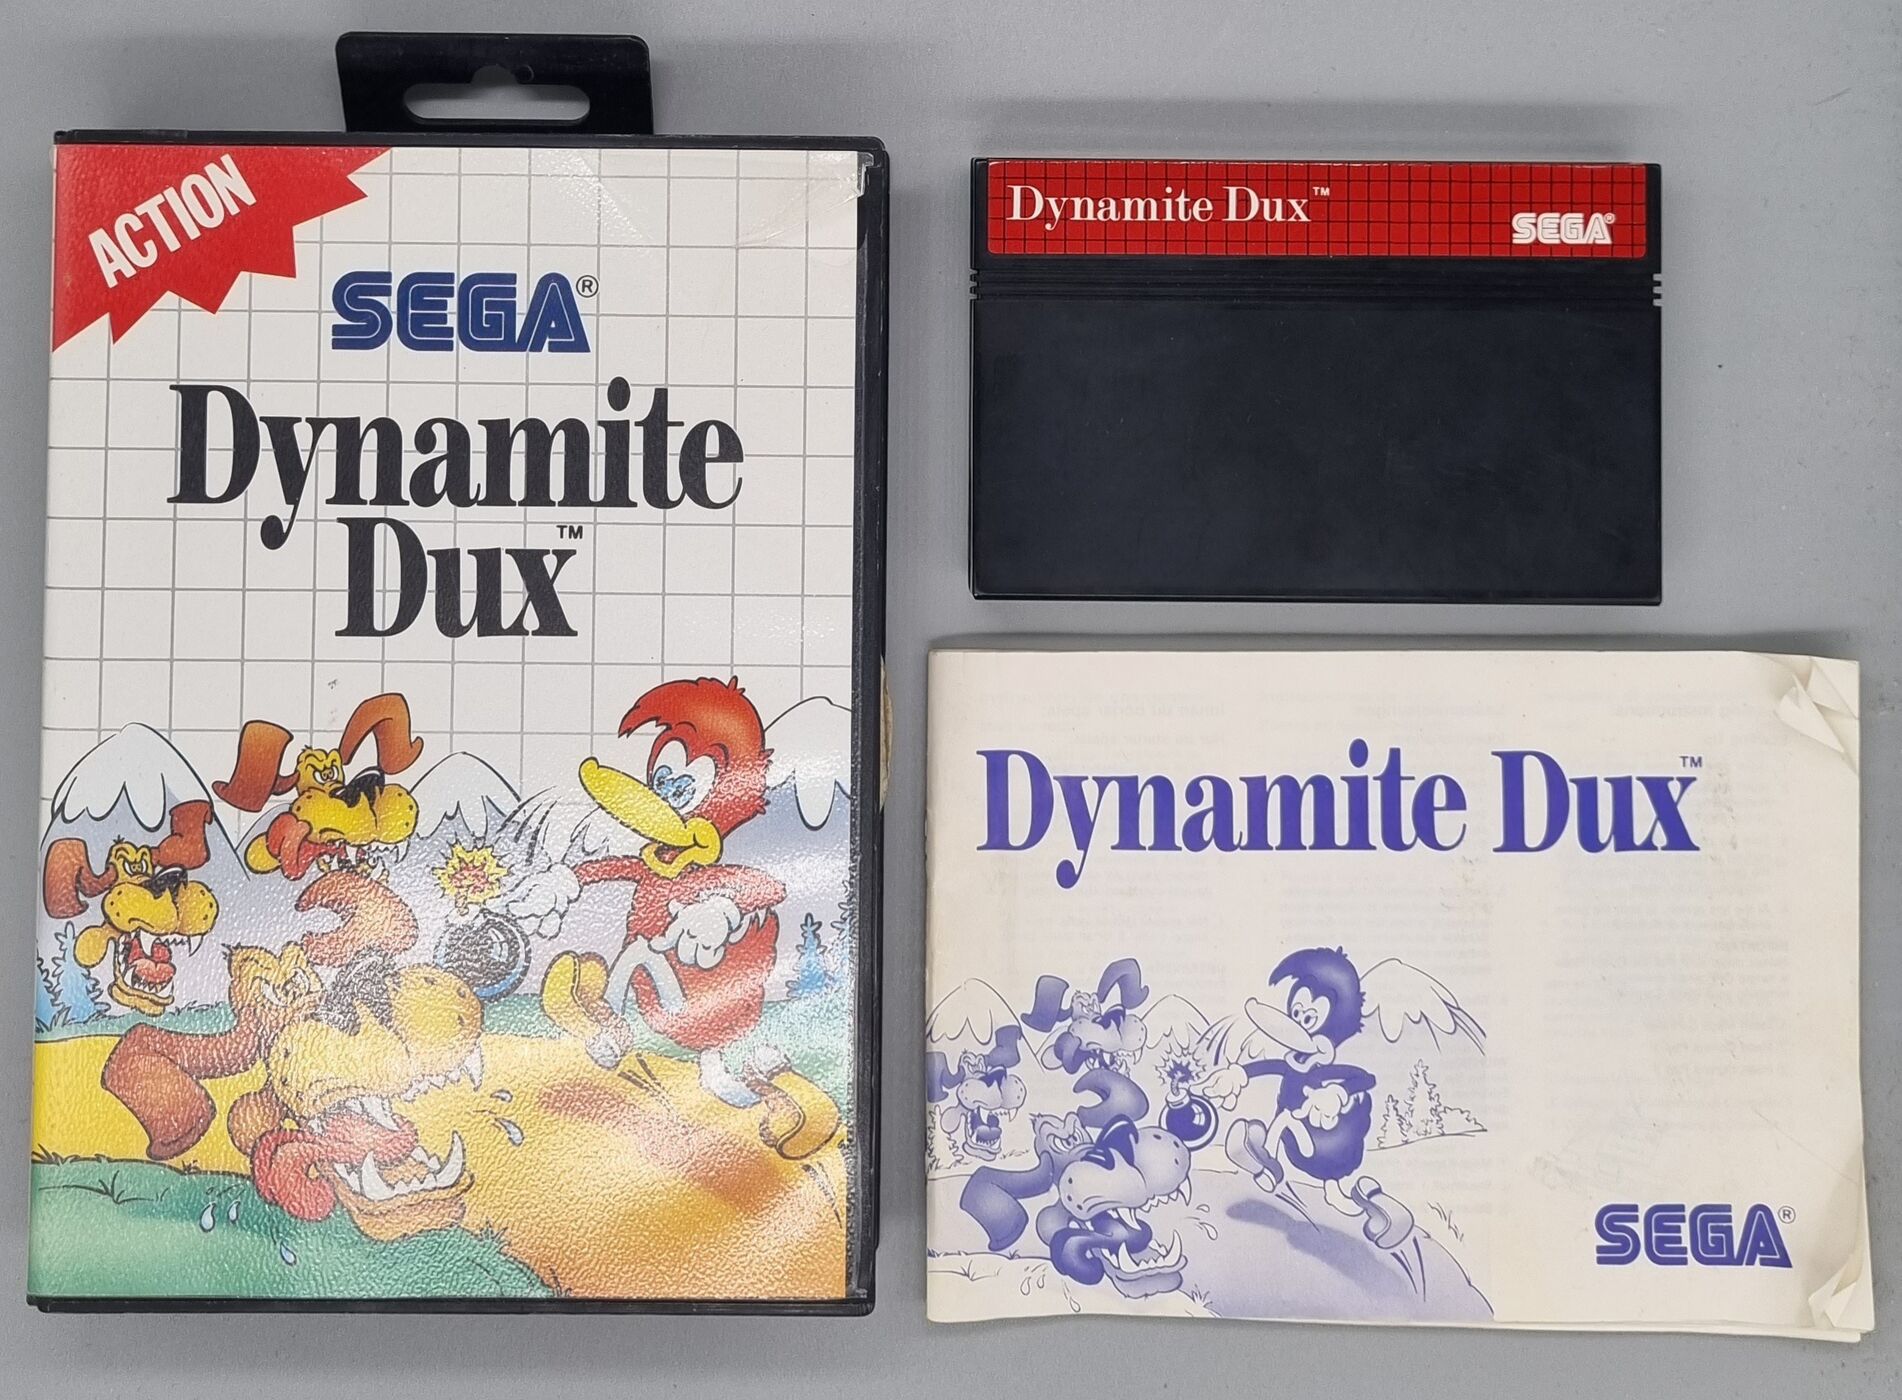 ACTION
SEGA®
Dynamite
Dux™
Dynamite Dux™
SEGA®
Dynamite Dux™
SEGA®